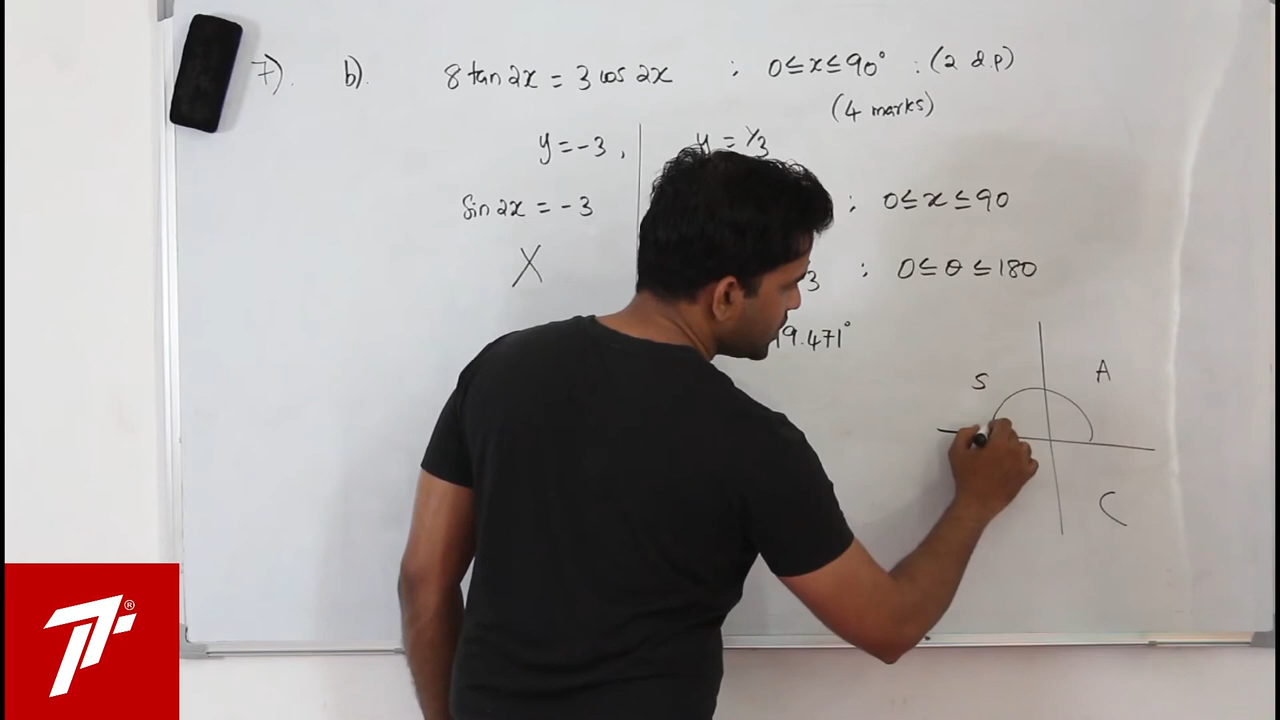 7). b). 8 tan 2x = 3 cos 2x ; 0 ≤ x ≤ 90° : (2 d.p)
(4 marks)
y = -3 , y = 1/3
sin 2x = -3 ; 0 ≤ x ≤ 90
X 3 ; 0 ≤ θ ≤ 180
19.471°
S A
C
®